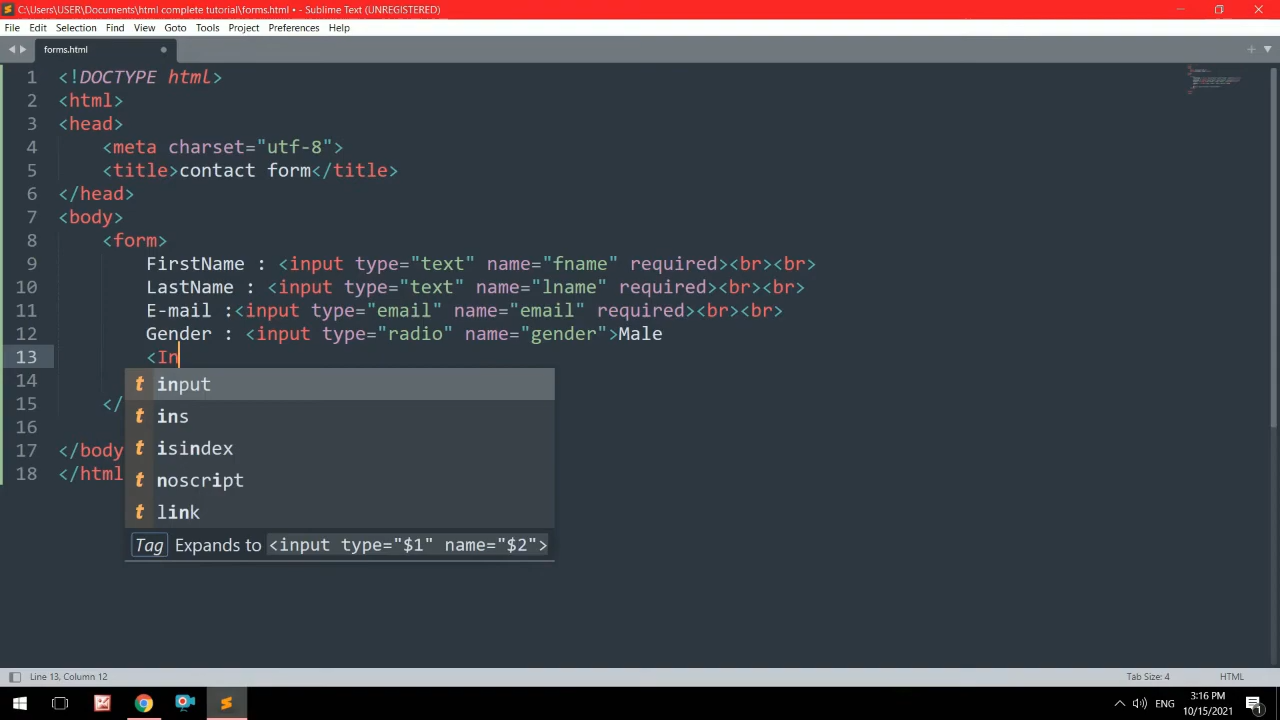 C:\Users\USER\Documents\html complete tutorial\forms.html • - Sublime Text (UNREGISTERED)
File Edit Selection Find View Goto Tools Project Preferences Help
forms.html
1 <!DOCTYPE html>
2 <html>
3 <head>
4 <meta charset="utf-8">
5 <title>contact form</title>
6 </head>
7 <body>
8 <form>
9 FirstName : <input type="text" name="fname" required><br><br>
10 LastName : <input type="text" name="lname" required><br><br>
11 E-mail :<input type="email" name="email" required><br><br>
12 Gender : <input type="radio" name="gender">Male
13 <In
14 t input
15 </
t ins
16
17 </body t isindex
18 </html t noscript
t link
Tag Expands to <input type="$1" name="$2">
Line 13, Column 12 Tab Size: 4 HTML
ENG 3:16 PM
10/15/2021 1